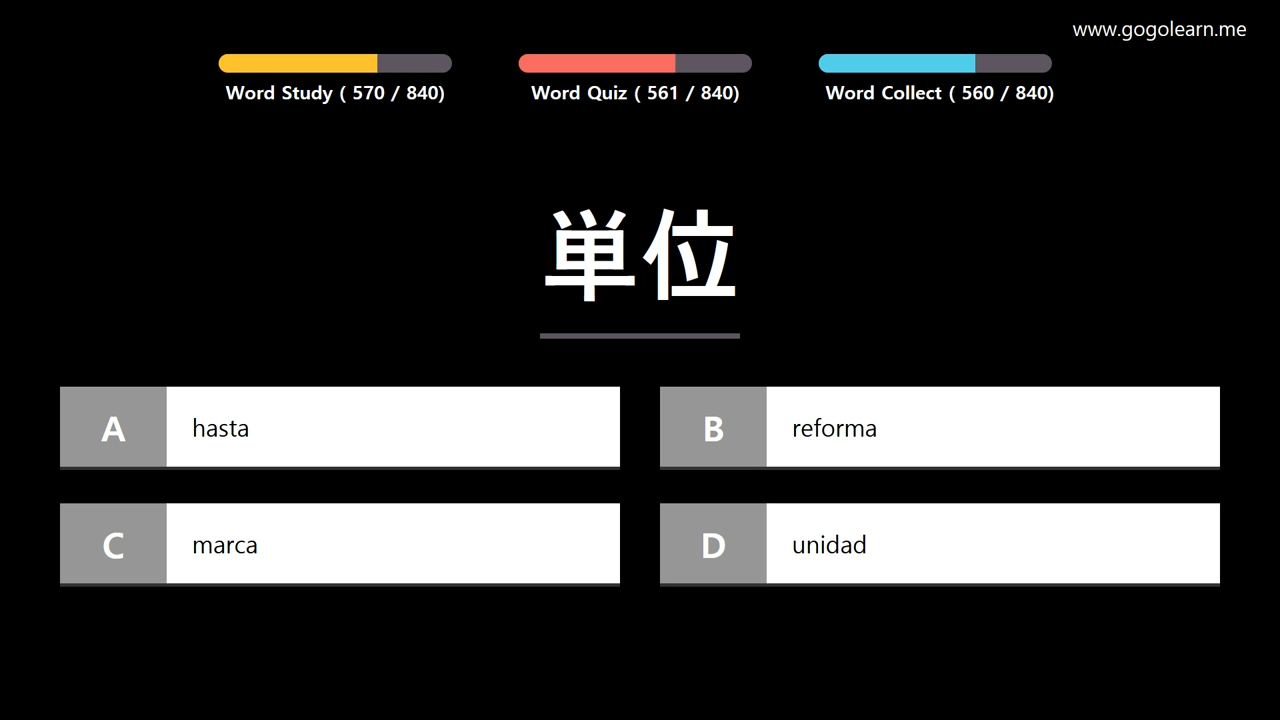 www.gogolearn.me
Word Study ( 570 / 840)
Word Quiz ( 561 / 840)
Word Collect ( 560 / 840)
単位
A hasta
B reforma
C marca
D unidad